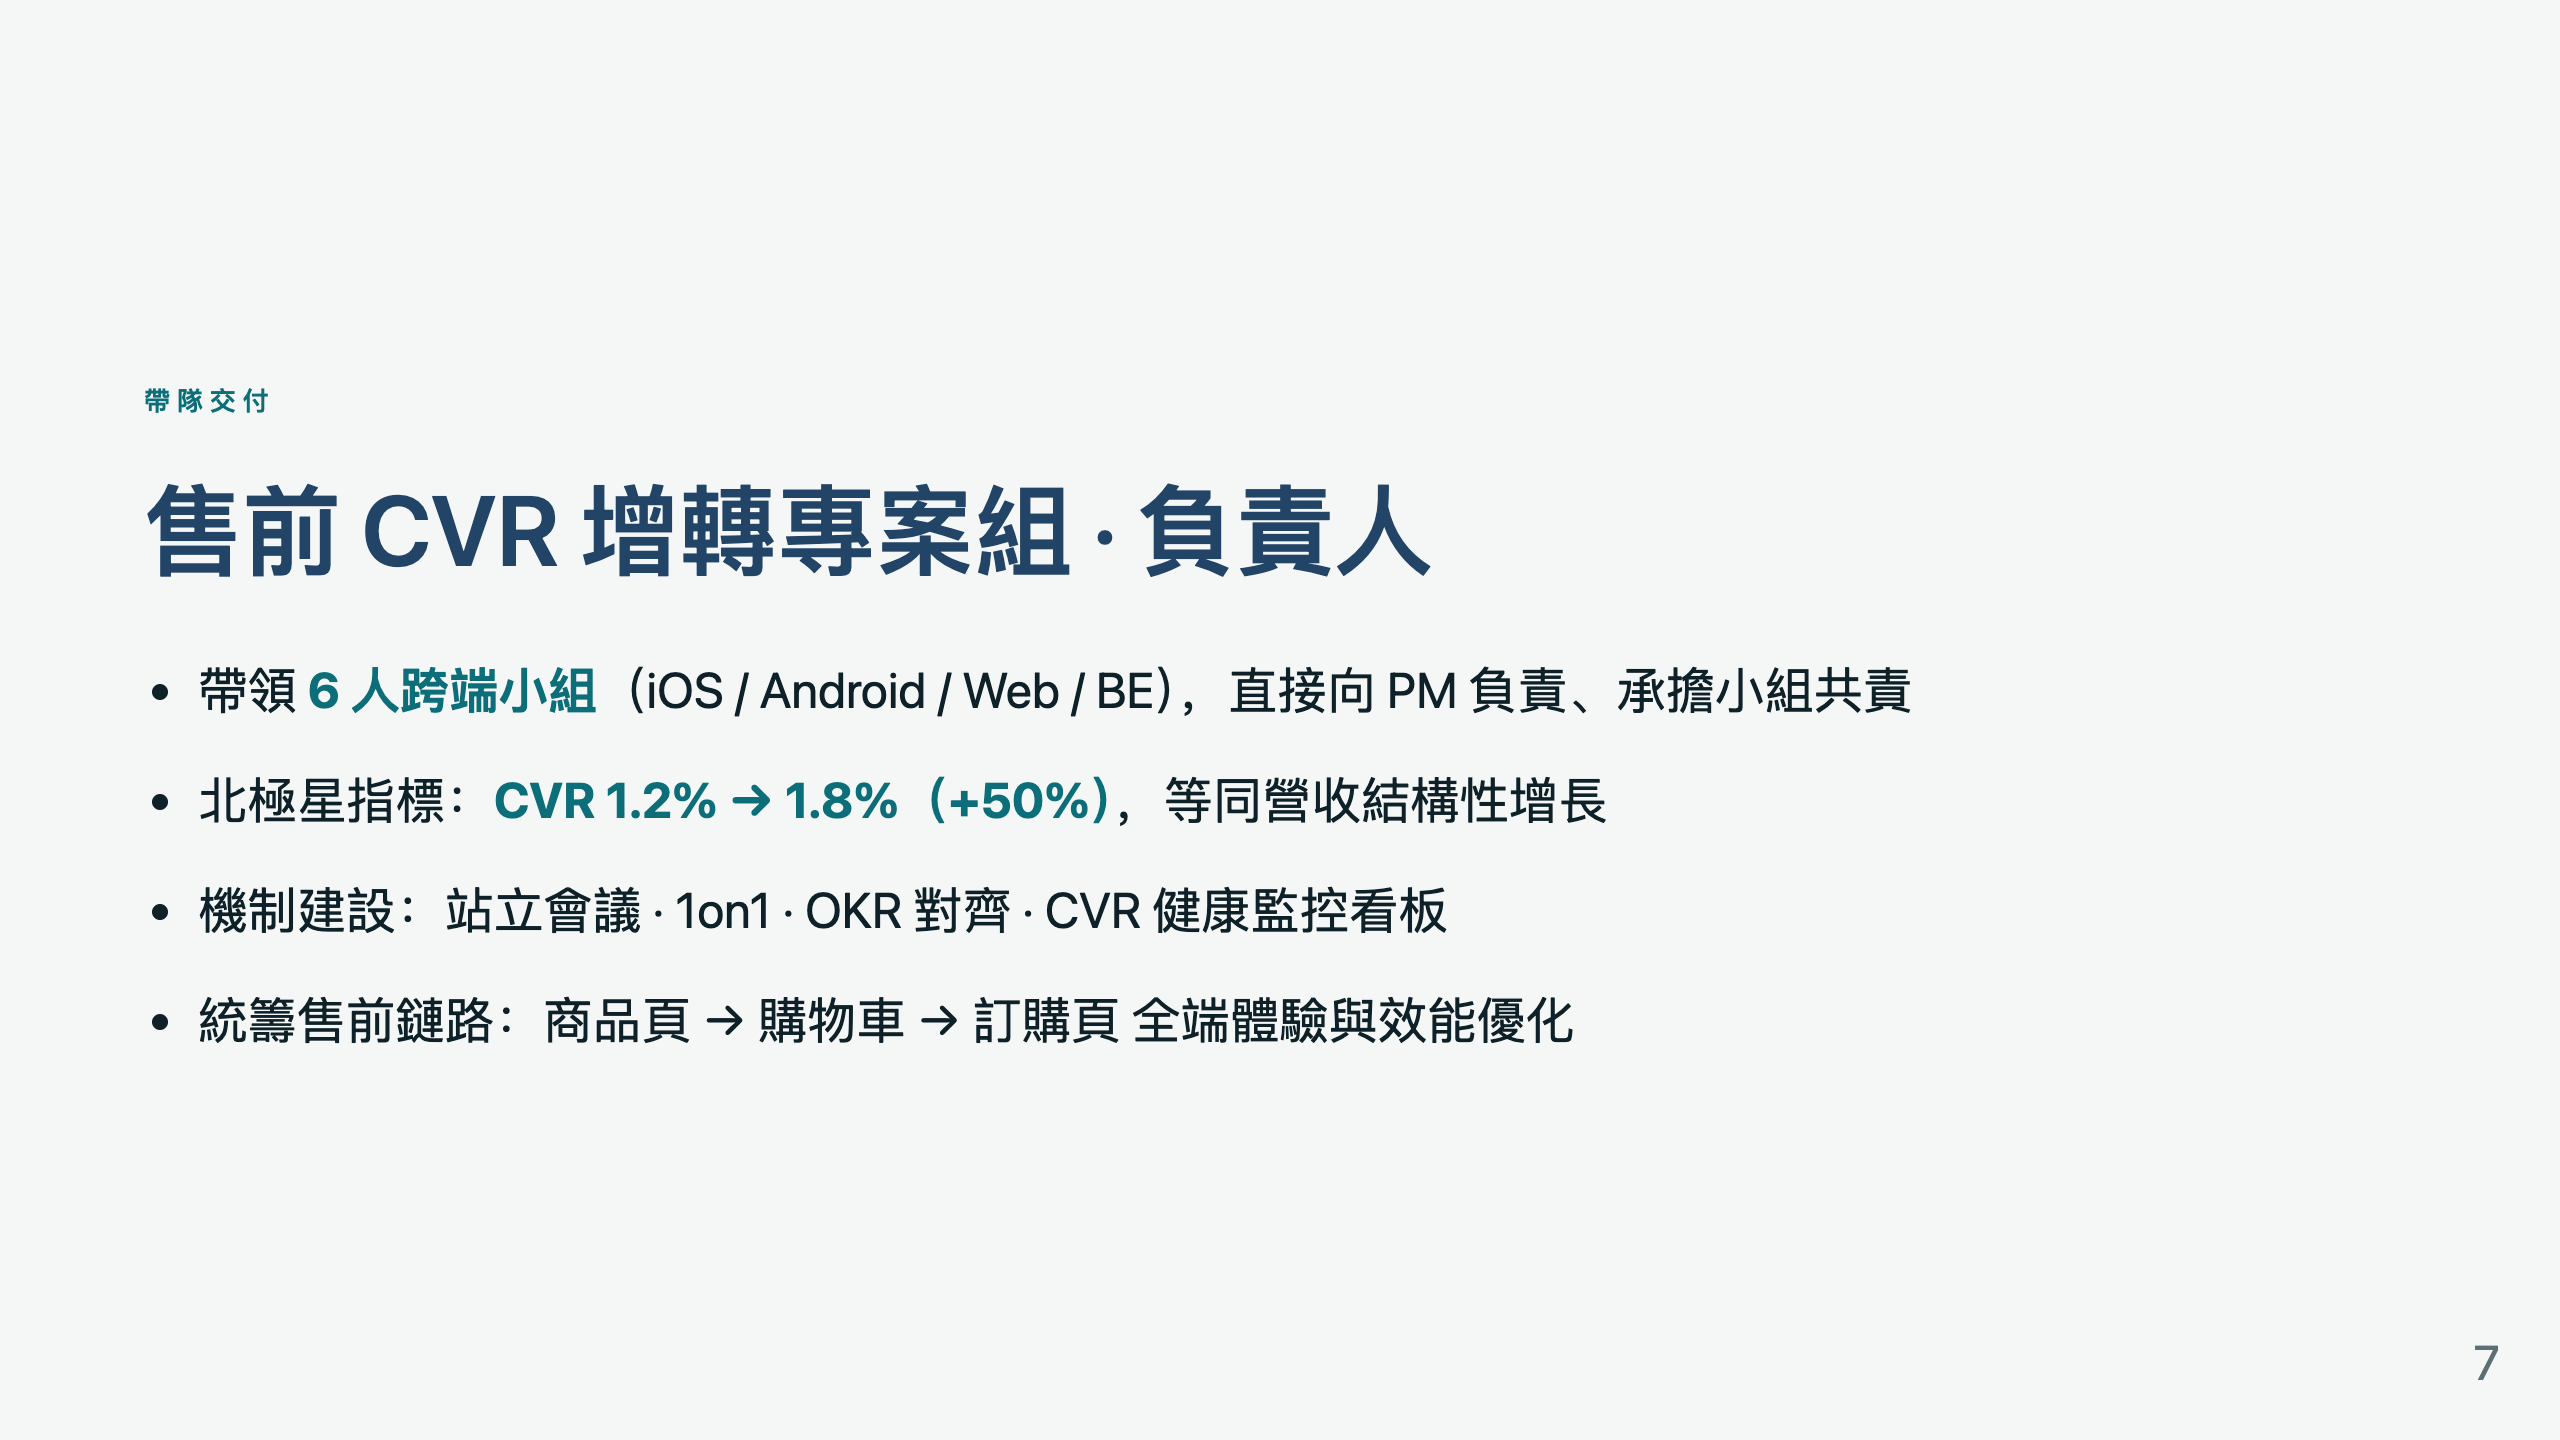 帶隊交付
售前 CVR 增轉專案組 · 負責人
• 帶領 6 人跨端小組（iOS / Android / Web / BE），直接向 PM 負責、承擔小組共責
• 北極星指標：CVR 1.2% → 1.8%（+50%），等同營收結構性增長
• 機制建設：站立會議 · 1on1 · OKR 對齊 · CVR 健康監控看板
• 統籌售前鏈路：商品頁 → 購物車 → 訂購頁 全端體驗與效能優化
7